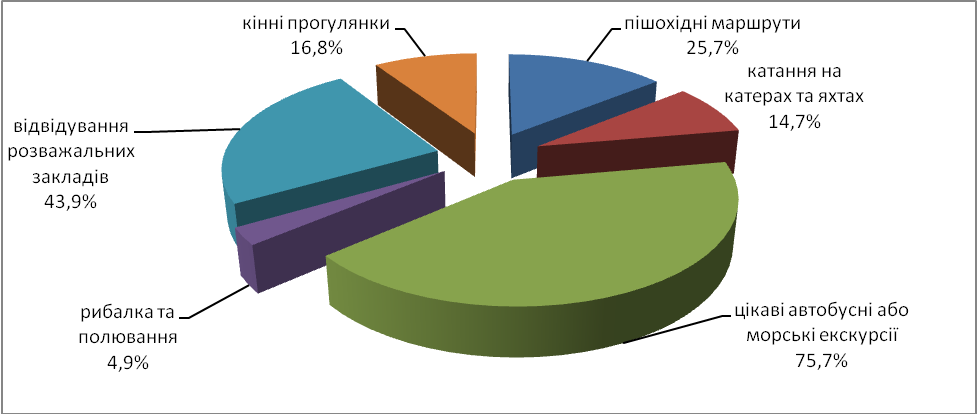 кінні прогулянки
16,8%
пішохідні маршрути
25,7%
катання на
катерах та яхтах
14,7%
відвідування
розважальних
закладів
43,9%
рибалка та
полювання
4,9%
цікаві автобусні або
морські екскурсії
75,7%